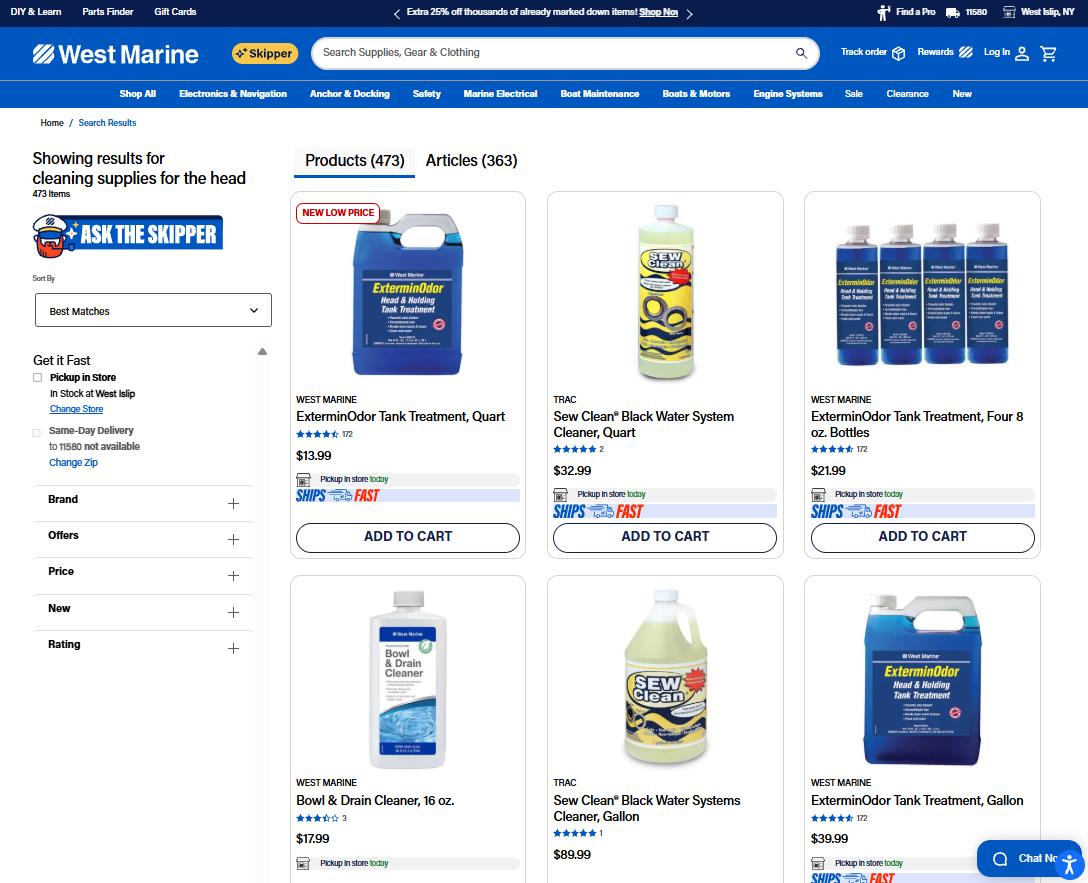 DIY & Learn Parts Finder Gift Cards Extra 25% off thousands of already marked down items! Shop Now Find a Pro 11580 West Islip, NY
West Marine Skipper Search Supplies, Gear & Clothing Track order Rewards Log In
Shop All Electronics & Navigation Anchor & Docking Safety Marine Electrical Boat Maintenance Boats & Motors Engine Systems Sale Clearance New
Home / Search Results
Showing results for
cleaning supplies for the head
473 Items
ASK THE SKIPPER
Sort By
Best Matches
Get it Fast
Pickup in Store
In Stock at West Islip
Change Store
Same-Day Delivery
to 11580 not available
Change Zip
Brand
Offers
Price
New
Rating
Products (473) Articles (363)
NEW LOW PRICE
West Marine
ExterminOdor
Head & Holding
Tank Treatment
WEST MARINE
ExterminOdor Tank Treatment, Quart
172
$13.99
Pickup in store today
SHIPS FAST
ADD TO CART
SEW
Clean
TRAC
Sew Clean® Black Water System
Cleaner, Quart
2
$32.99
Pickup in store today
SHIPS FAST
ADD TO CART
ExterminOdor ExterminOdor ExterminOdor ExterminOdor
WEST MARINE
ExterminOdor Tank Treatment, Four 8
oz. Bottles
172
$21.99
Pickup in store today
SHIPS FAST
ADD TO CART
West Marine
Bowl
& Drain
Cleaner
WEST MARINE
Bowl & Drain Cleaner, 16 oz.
3
$17.99
Pickup in store today
SEW
Clean
TRAC
Sew Clean® Black Water Systems
Cleaner, Gallon
1
$89.99
West Marine
ExterminOdor
Head & Holding
Tank Treatment
WEST MARINE
ExterminOdor Tank Treatment, Gallon
172
$39.99
Pickup in store today
SHIPS FAST
Chat No